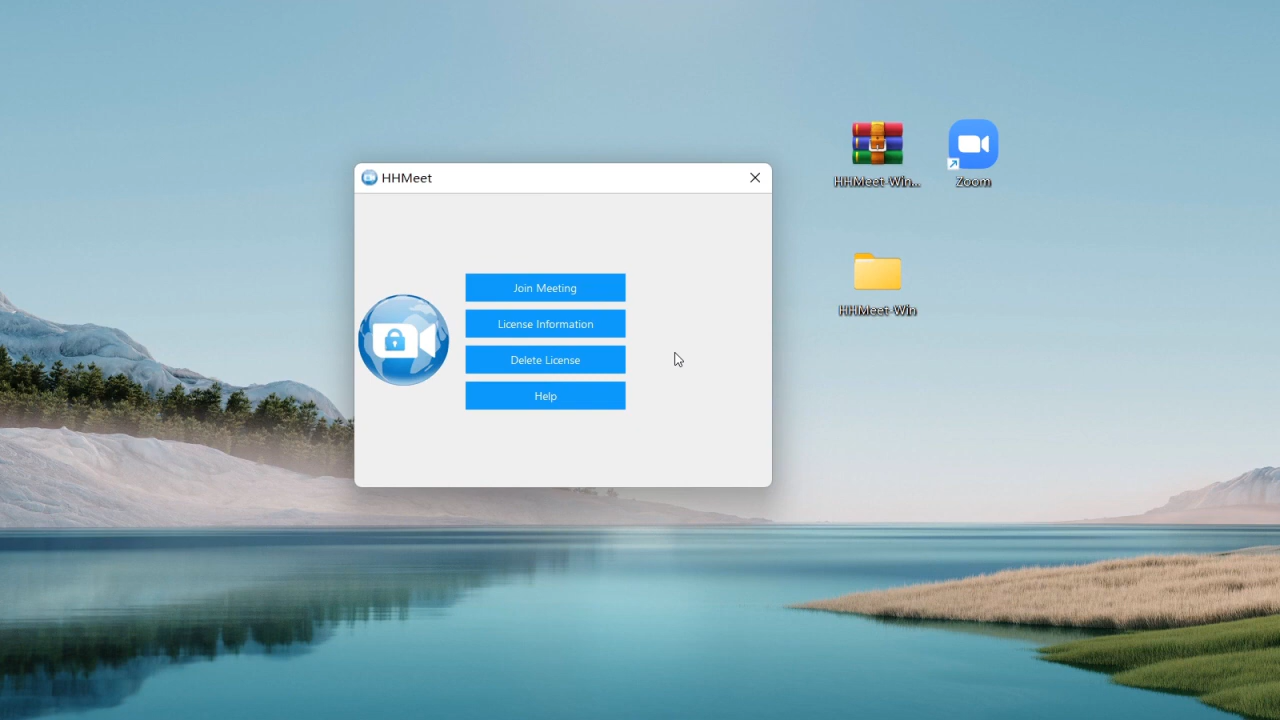 HHMeet
Join Meeting
License Information
Delete License
Help
HHMeet-Win...
Zoom
HHMeet-Win